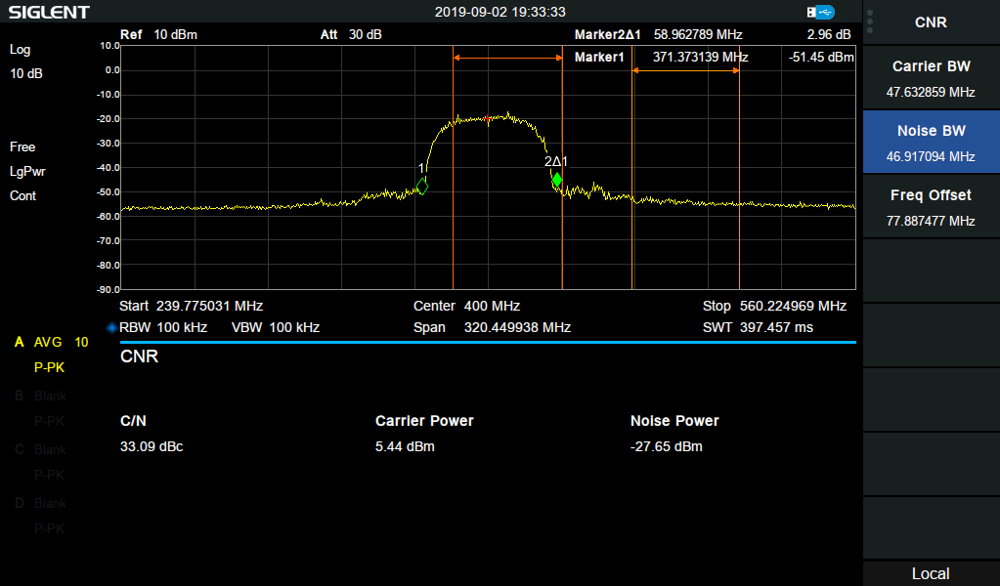 SIGLENT 2019-09-02 19:33:33 CNR
Ref 10 dBm Att 30 dB Marker2Δ1 58.962789 MHz 2.96 dB
Marker1 371.373139 MHz -51.45 dBm
Log
10 dB
Free
LgPwr
Cont
10.0
0.0
-10.0
-20.0
-30.0
-40.0
-50.0
-60.0
-70.0
-80.0
-90.0
1
2Δ1
Start 239.775031 MHz Center 400 MHz Stop 560.224969 MHz
RBW 100 kHz VBW 100 kHz Span 320.449938 MHz SWT 397.457 ms
A AVG 10
P-PK
B Blank
P-PK
C Blank
P-PK
D Blank
P-PK
CNR
C/N Carrier Power Noise Power
33.09 dBc 5.44 dBm -27.65 dBm
Carrier BW
47.632859 MHz
Noise BW
46.917094 MHz
Freq Offset
77.887477 MHz
Local